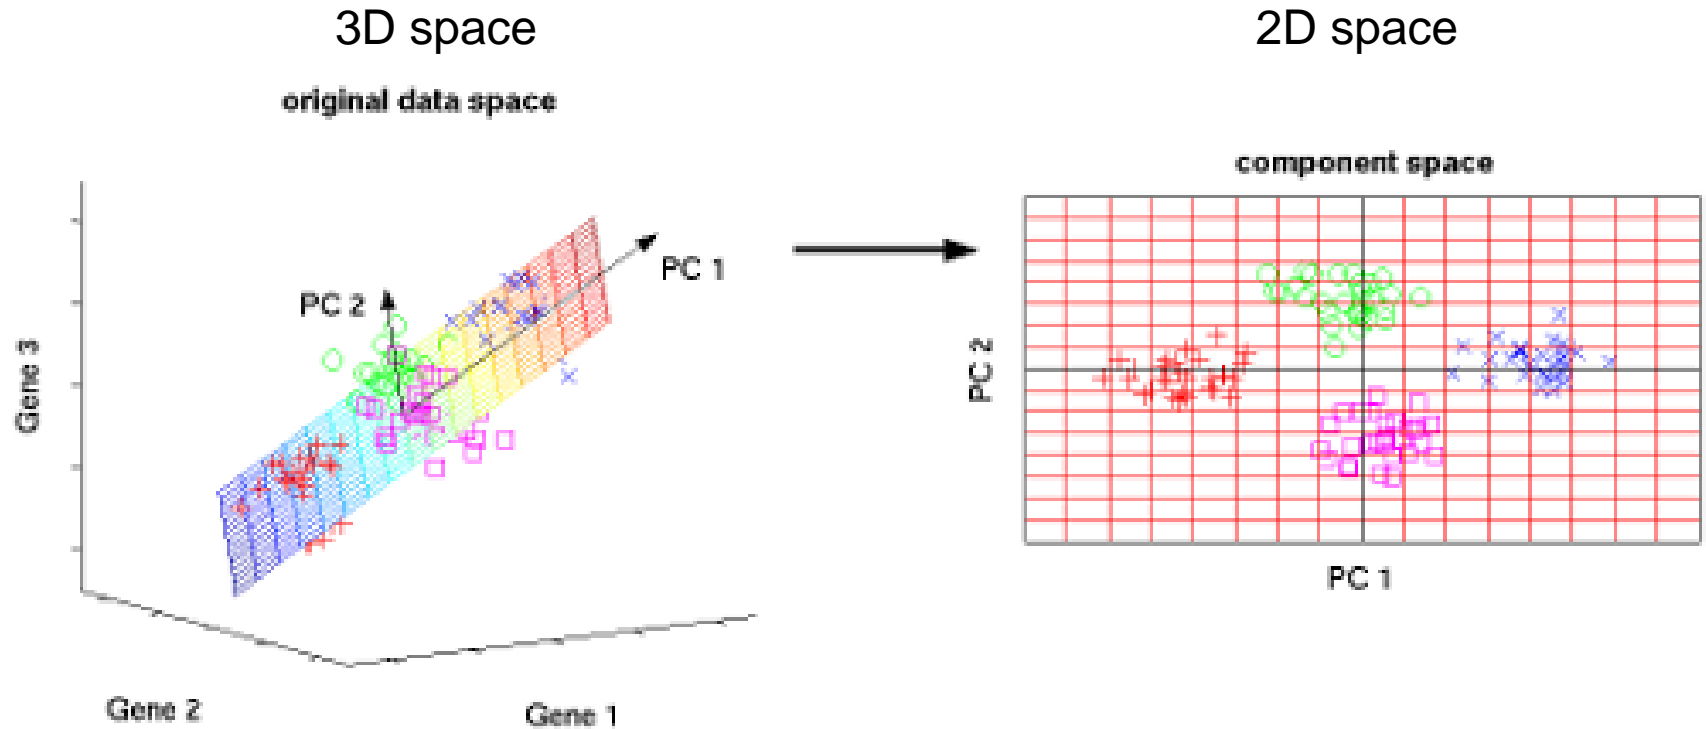 3D space
2D space
original data space
component space
PC 1
PC 2
Gene 3
Gene 2
Gene 1
PC 2
PC 1